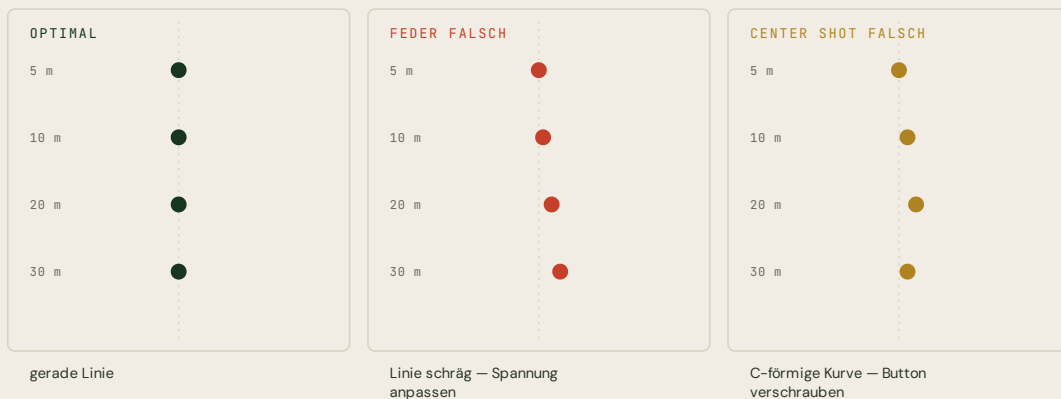 OPTIMAL
5 m
10 m
20 m
30 m
gerade Linie
FEDER FALSCH
5 m
10 m
20 m
30 m
Linie schräg — Spannung
anpassen
CENTER SHOT FALSCH
5 m
10 m
20 m
30 m
C-förmige Kurve — Button
verschrauben